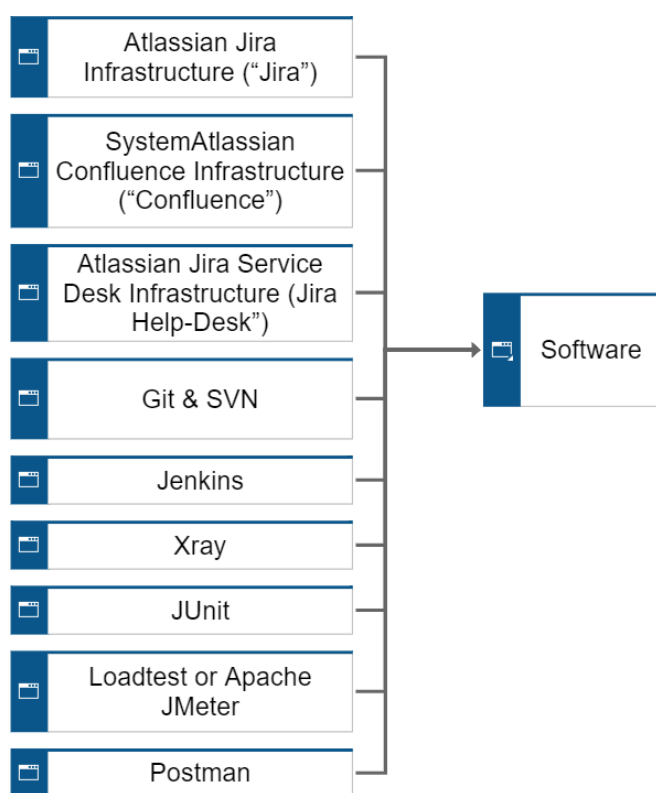 Atlassian Jira
Infrastructure (“Jira”)
SystemAtlassian
Confluence Infrastructure
(“Confluence”)
Atlassian Jira Service
Desk Infrastructure (Jira
Help-Desk”)
Software
Git & SVN
Jenkins
Xray
JUnit
Loadtest or Apache
JMeter
Postman